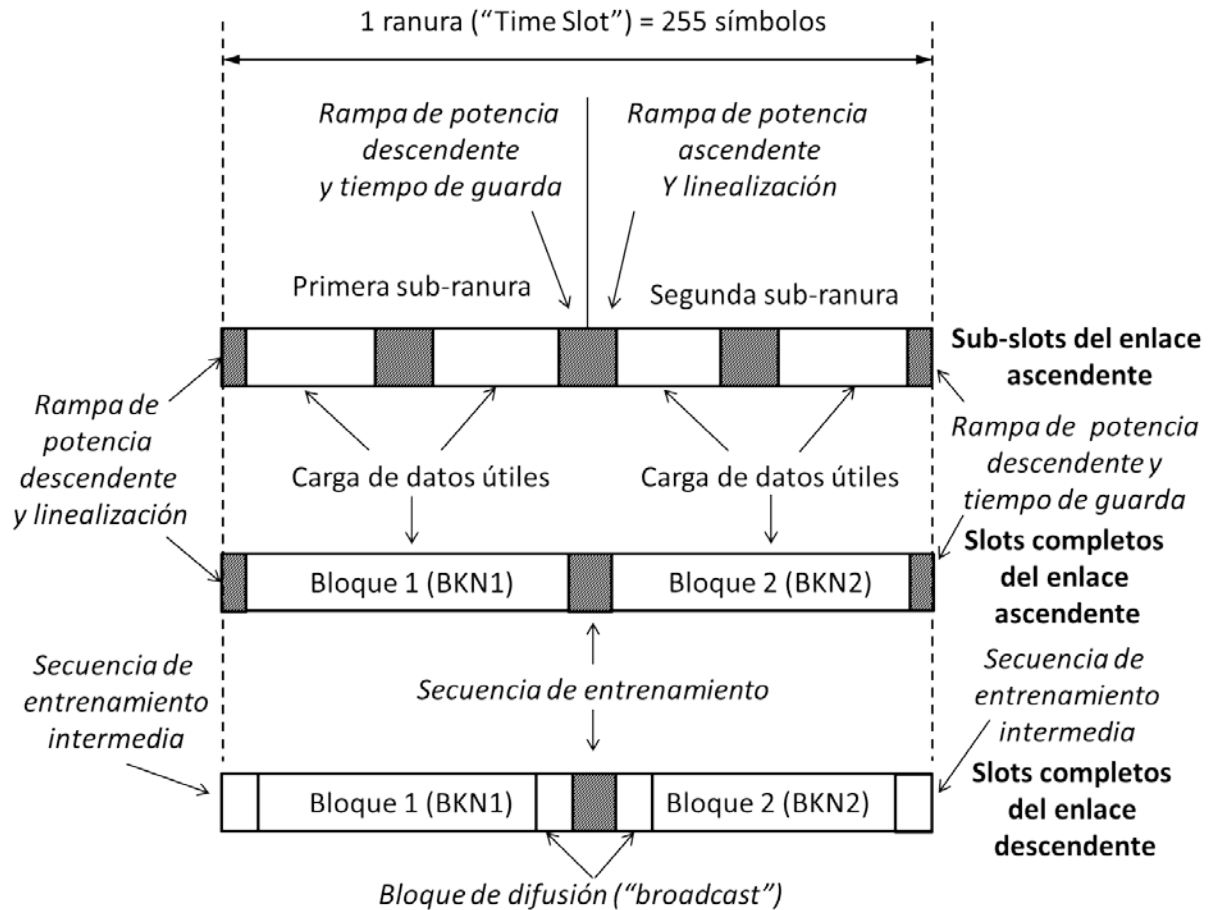 1 ranura (“Time Slot”) = 255 símbolos
Rampa de potencia
descendente
y tiempo de guarda
Rampa de potencia
ascendente
Y linealización
Primera sub-ranura
Segunda sub-ranura
Sub-slots del enlace
ascendente
Rampa de
potencia
descendente
y linealización
Carga de datos útiles
Carga de datos útiles
Rampa de potencia
descendente y
tiempo de guarda
Bloque 1 (BKN1)
Bloque 2 (BKN2)
Slots completos
del enlace
ascendente
Secuencia de
entrenamiento
intermedia
Secuencia de entrenamiento
Secuencia de
entrenamiento
intermedia
Bloque 1 (BKN1)
Bloque 2 (BKN2)
Slots completos
del enlace
descendente
Bloque de difusión (“broadcast”)